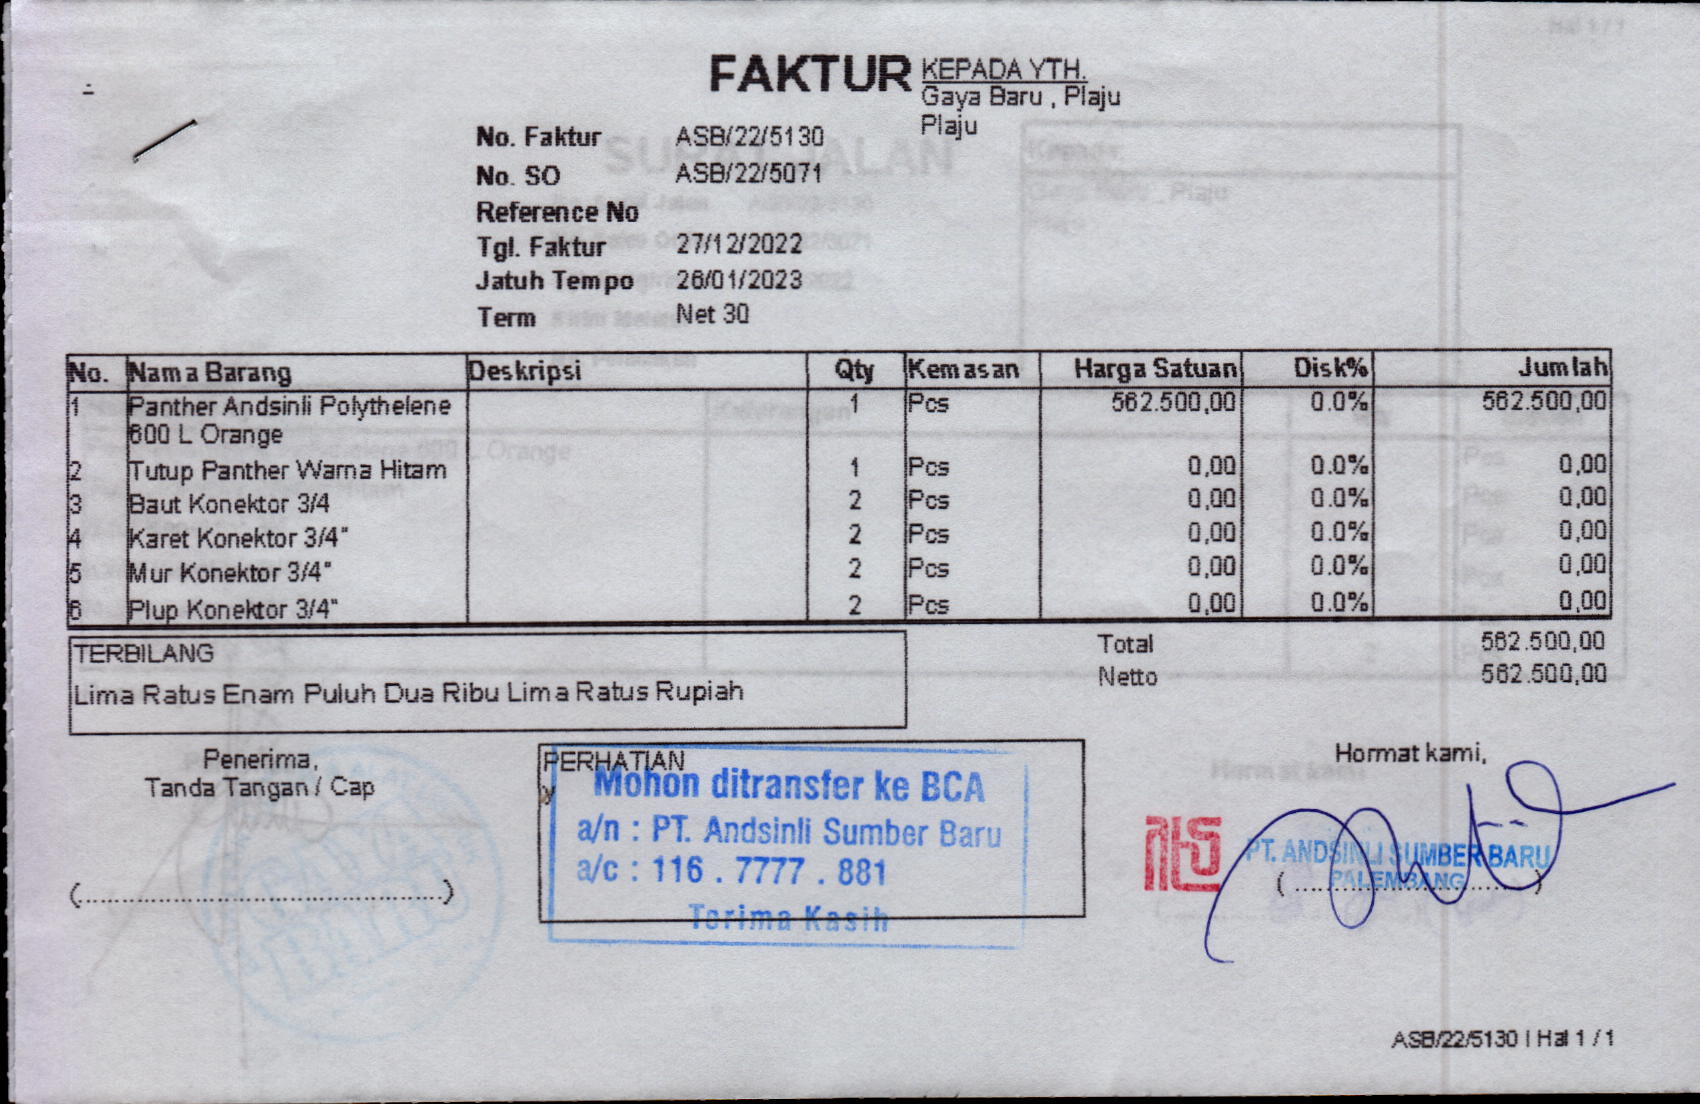 FAKTUR
KEPADA YTH.
Gaya Baru , Plaju
Plaju
No. Faktur ASB/22/5130
No. SO ASB/22/5071
Reference No
Tgl. Faktur 27/12/2022
Jatuh Tempo 26/01/2023
Term Net 30
No. Nama Barang Deskripsi Qty Kemasan Harga Satuan Disk% Jumlah
1 Panther Andsinli Polythelene 1 Pcs 562.500,00 0.0% 562.500,00
600 L Orange
2 Tutup Panther Warna Hitam 1 Pcs 0,00 0.0% 0,00
3 Baut Konektor 3/4 2 Pcs 0,00 0.0% 0,00
4 Karet Konektor 3/4" 2 Pcs 0,00 0.0% 0,00
5 Mur Konektor 3/4" 2 Pcs 0,00 0.0% 0,00
6 Plup Konektor 3/4" 2 Pcs 0,00 0.0% 0,00
Total 562.500,00
Netto 562.500,00
TERBILANG
Lima Ratus Enam Puluh Dua Ribu Lima Ratus Rupiah
Penerima,
Tanda Tangan / Cap
(........................................)
PERHATIAN
Mohon ditransfer ke BCA
a/n : PT. Andsinli Sumber Baru
a/c : 116 . 7777 . 881
Terima Kasih
Hormat kami,
PT. ANDSINLI SUMBER BARU
PALEMBANG
ASB/22/5130 | Hal 1 / 1